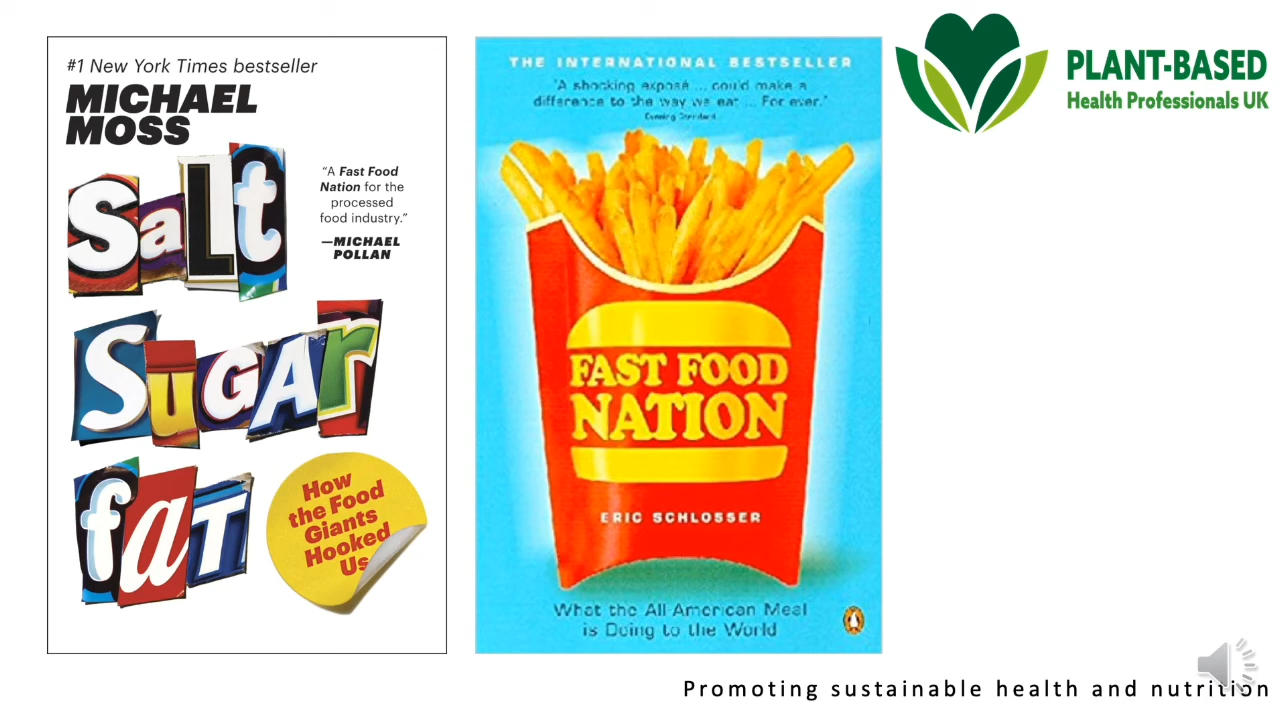 #1 New York Times bestseller
MICHAEL
MOSS
Salt
"A Fast Food
Nation for the
processed
food industry."
—MICHAEL
POLLAN
SuGAr
faT
How
the Food
Giants
Hooked
Us
THE INTERNATIONAL BESTSELLER
'A shocking exposé ... could make a
difference to the way we eat ... For ever.'
Evening Standard
FAST FOOD
NATION
ERIC SCHLOSSER
What the All-American Meal
is Doing to the World
PLANT-BASED
Health Professionals UK
Promoting sustainable health and nutrition